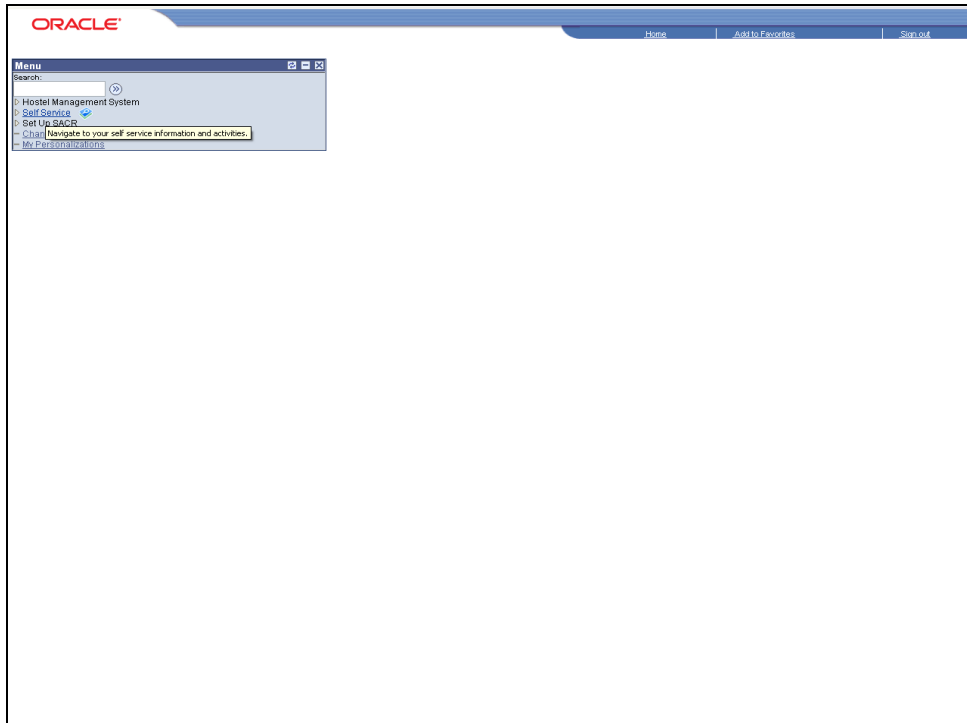 ORACLE
Home Add to Favorites Sign out
Menu
Search:
Hostel Management System
Self Service
Set Up SACR
Chan
Navigate to your self service information and activities.
My Personalizations